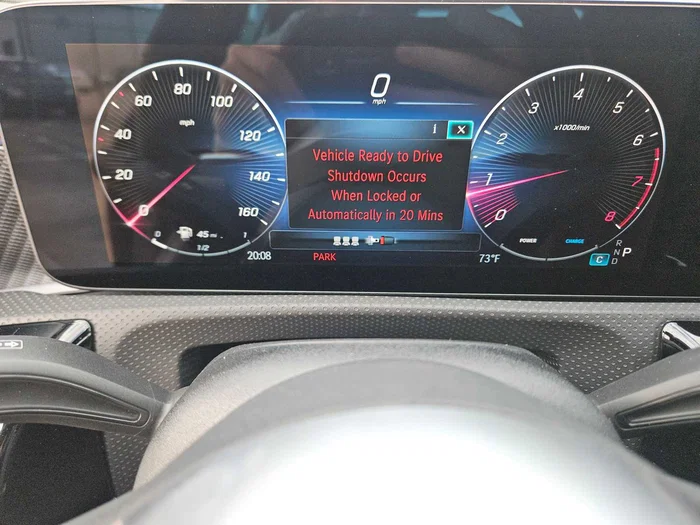 0
mph
0
20
40
60
80
100
120
140
160
mph
D
45 mi
1
1/2
i
X
Vehicle Ready to Drive
Shutdown Occurs
When Locked or
Automatically in 20 Mins
0
1
2
3
4
5
6
7
8
x1000/min
POWER
CHARGE
20:08
PARK
73°F
C
R
N
D
P